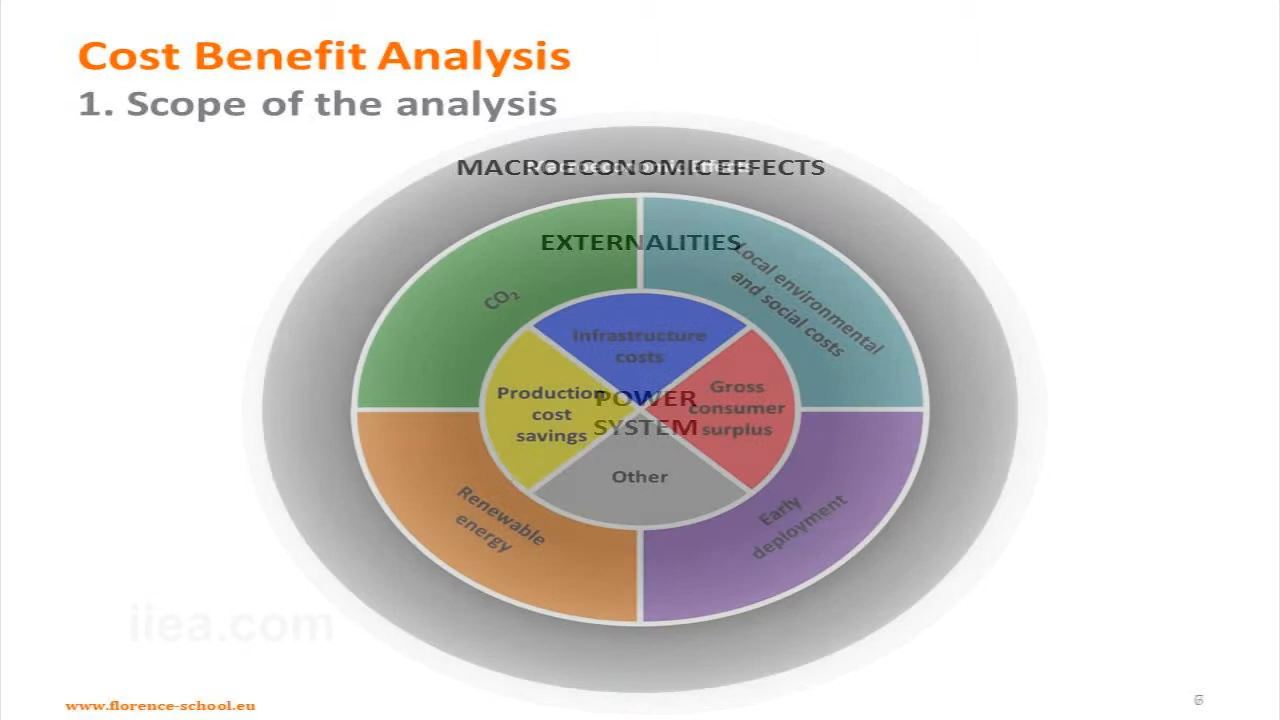 Cost Benefit Analysis
1. Scope of the analysis
MACROECONOMIC EFFECTS
Macroeconomic Effects
EXTERNALITIES
CO₂
Local environmental
and social costs
Infrastructure
costs
Production
cost
savings
POWER
SYSTEM
Gross
consumer
surplus
Other
Renewable
energy
Early
deployment
ilea.com
www.florence-school.eu